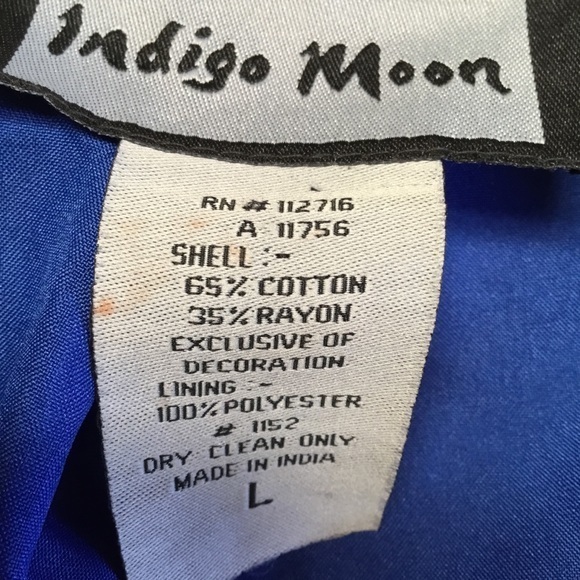 Indigo Moon
RN # 112716
A 11756
SHELL :-
65% COTTON
35% RAYON
EXCLUSIVE OF
DECORATION
LINING :-
100% POLYESTER
# 1152
DRY CLEAN ONLY
MADE IN INDIA
L